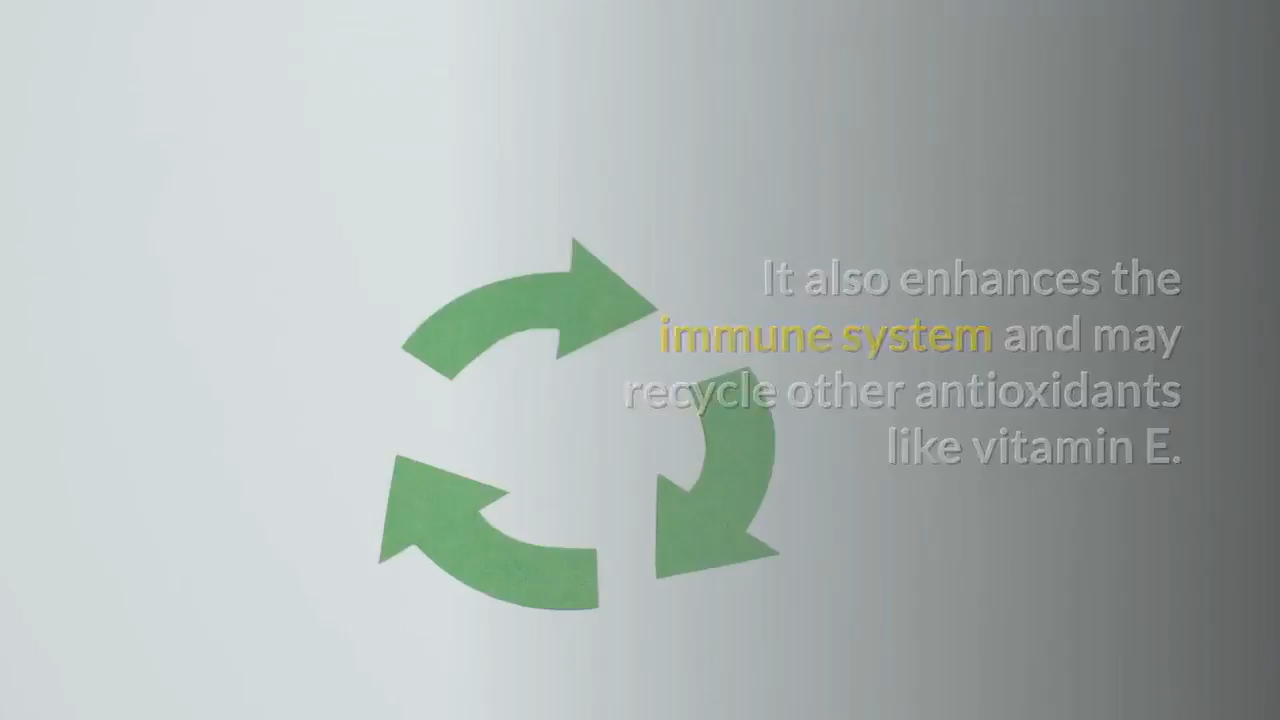 It also enhances the
immune system and may
recycle other antioxidants
like vitamin E.